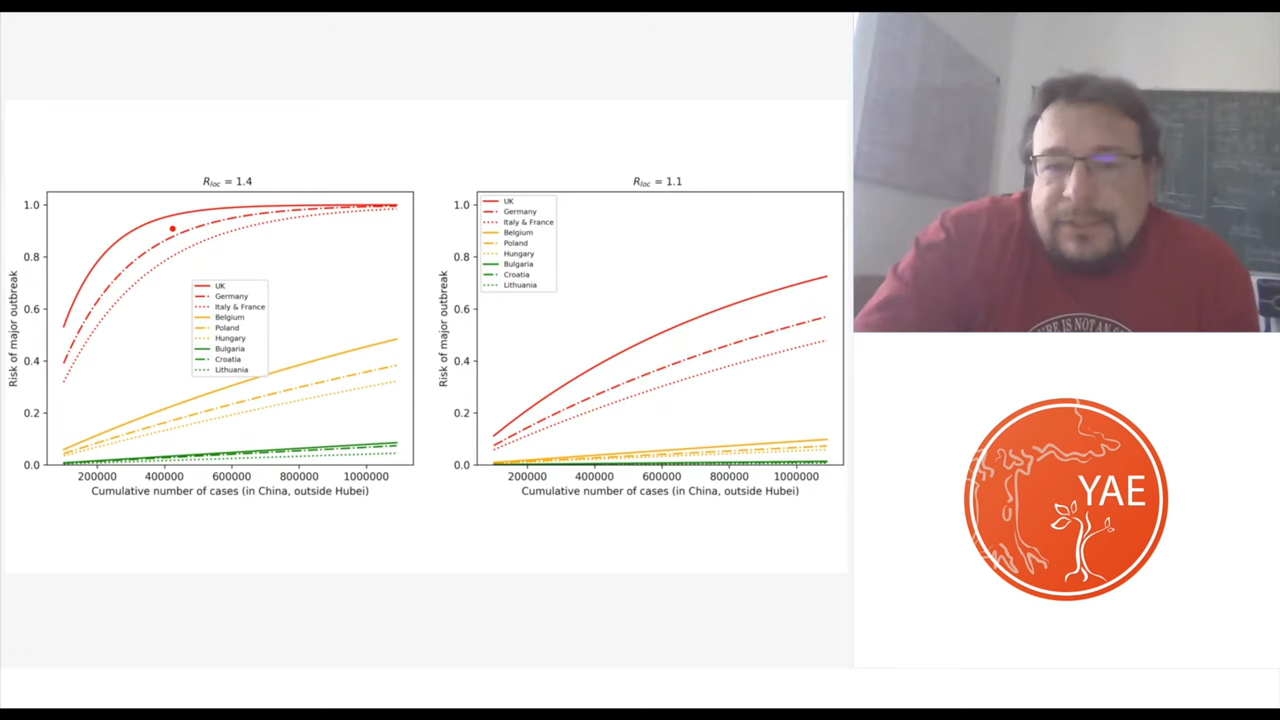 R_loc = 1.4
1.0
0.8
0.6
0.4
0.2
0.0
Risk of major outbreak
UK
Germany
Italy & France
Belgium
Poland
Hungary
Bulgaria
Croatia
Lithuania
200000 400000 600000 800000 1000000
Cumulative number of cases (in China, outside Hubei)
R_loc = 1.1
1.0
0.8
0.6
0.4
0.2
0.0
Risk of major outbreak
UK
Germany
Italy & France
Belgium
Poland
Hungary
Bulgaria
Croatia
Lithuania
200000 400000 600000 800000 1000000
Cumulative number of cases (in China, outside Hubei)
IS NOT AN
YAE